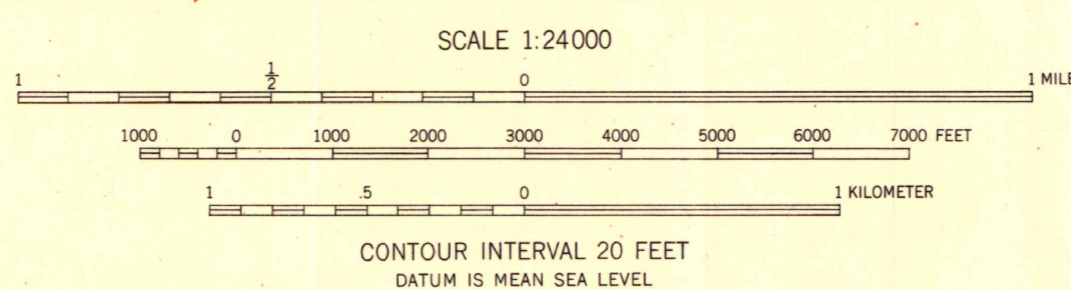 SCALE 1:24000
1 1/2 0 1 MILE
1000 0 1000 2000 3000 4000 5000 6000 7000 FEET
1 .5 0 1 KILOMETER
CONTOUR INTERVAL 20 FEET
DATUM IS MEAN SEA LEVEL